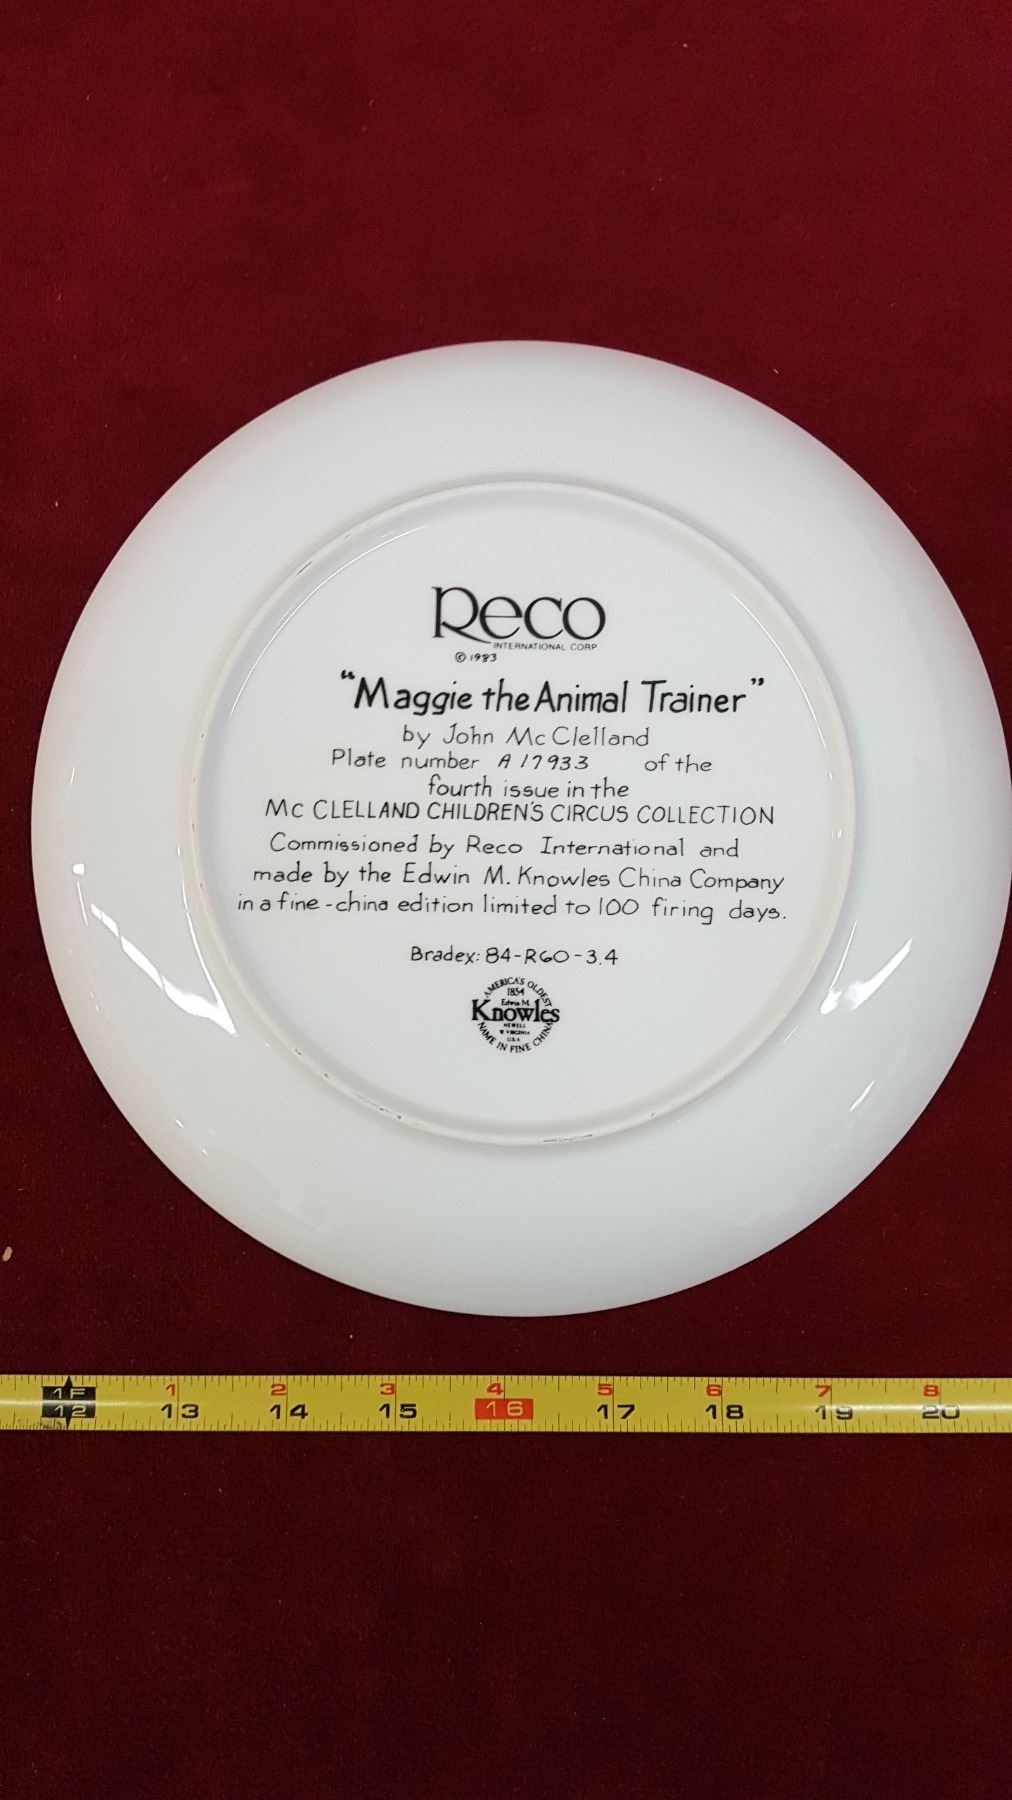 Reco
INTERNATIONAL CORP
© 1983
"Maggie the Animal Trainer"
by John McClelland
Plate number A17933 of the
fourth issue in the
MCCLELLAND CHILDREN'S CIRCUS COLLECTION
Commissioned by Reco International and
made by the Edwin M. Knowles China Company
in a fine-china edition limited to 100 firing days.
Bradex: 84-R60-3.4
AMERICA'S OLDEST
1854
Edwin M.
Knowles
NEWELL
W VIRGINIA
U.S.A.
NAME IN FINE CHINA
1F 1 2 3 4 5 6 7 8
12 13 14 15 16 17 18 19 20